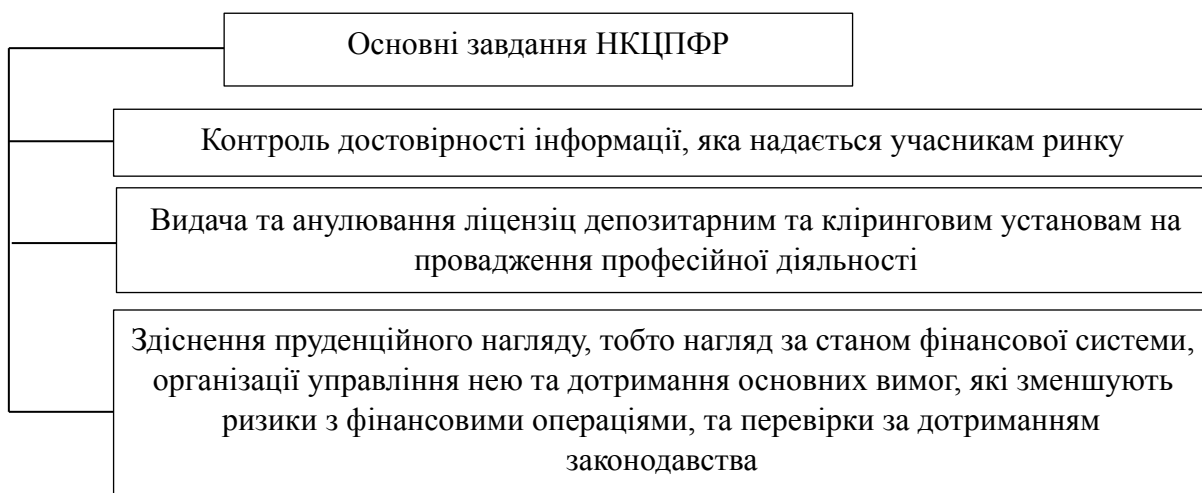 Основні завдання НКЦПФР
Контроль достовірності інформації, яка надається учасникам ринку
Видача та анулювання ліцензіц депозитарним та кліринговим установам на
провадження професійної діяльності
Здіснення пруденційного нагляду, тобто нагляд за станом фінансової системи,
організації управління нею та дотримання основних вимог, які зменшують
ризики з фінансовими операціями, та перевірки за дотриманням
законодавства